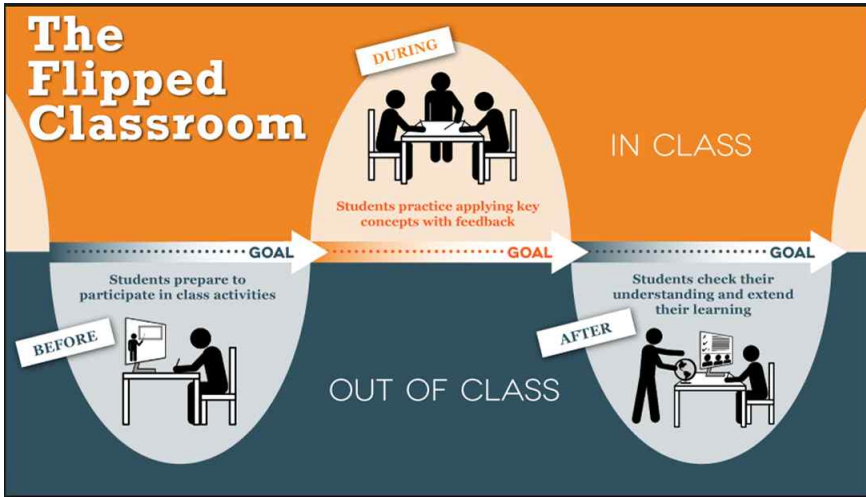 The
Flipped
Classroom
DURING
IN CLASS
Students practice applying key
concepts with feedback
GOAL
GOAL
GOAL
Students prepare to
participate in class activities
BEFORE
OUT OF CLASS
Students check their
understanding and extend
their learning
AFTER